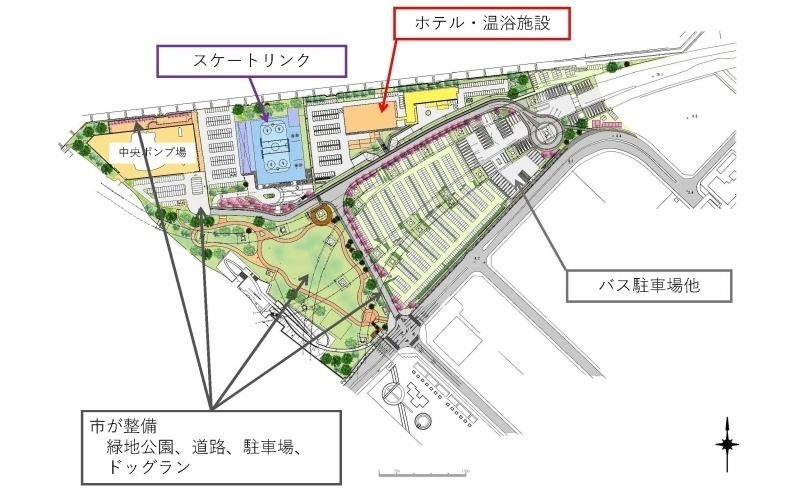 ホテル・温浴施設
スケートリンク
中央ポンプ場
バス駐車場他
市が整備
緑地公園、道路、駐車場、
ドッグラン